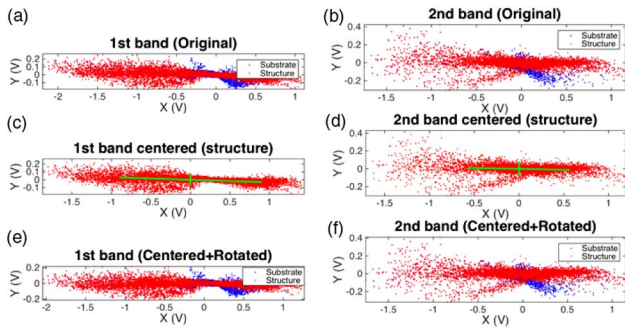 (a)
1st band (Original)
Substrate
Structure
Y (V)
0.2
0.1
0
-0.1
-2
-1.5
-1
-0.5
0
0.5
1
X (V)
(b)
2nd band (Original)
Substrate
Structure
Y (V)
0.2
0
-0.2
-1.5
-1
-0.5
0
0.5
1
X (V)
(c)
1st band centered (structure)
Y (V)
0.2
0.1
0
-0.1
-1.5
-1
-0.5
0
0.5
1
X (V)
(d)
2nd band centered (structure)
Y (V)
0.4
0.2
0
-0.2
-1.5
-1
-0.5
0
0.5
1
X (V)
(e)
1st band (Centered+Rotated)
Substrate
Structure
Y (V)
0.2
0.1
0
-0.1
-0.2
-1.5
-1
-0.5
0
0.5
1
X (V)
(f)
2nd band (Centered+Rotated)
Substrate
Structure
Y (V)
0.4
0.2
0
-0.2
-1.5
-1
-0.5
0
0.5
1
X (V)